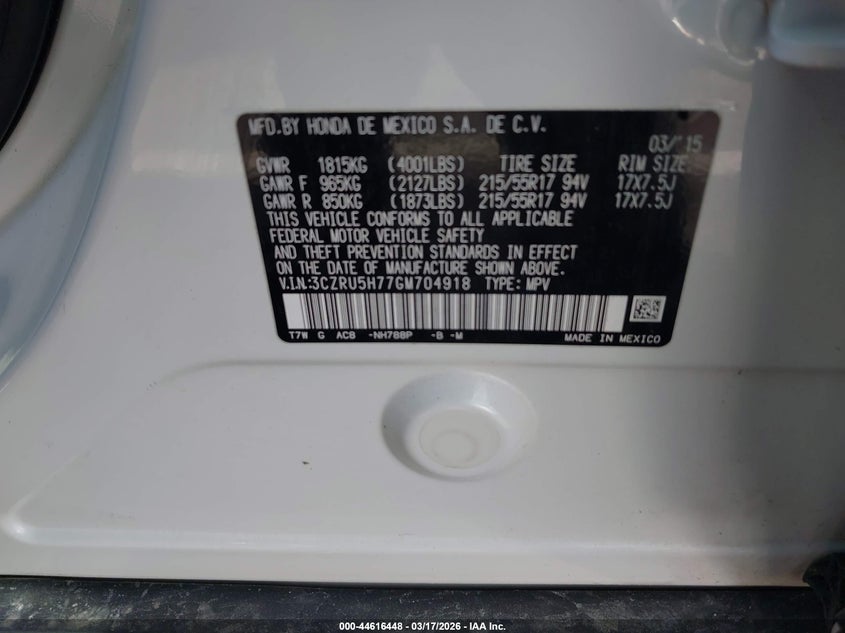 MFD.BY HONDA DE MEXICO S.A. DE C.V.
GVWR 1815KG (4001LBS) TIRE SIZE RIM SIZE
GAWR F 965KG (2127LBS) 215/55R17 94V 17X7.5J
GAWR R 850KG (1873LBS) 215/55R17 94V 17X7.5J
THIS VEHICLE CONFORMS TO ALL APPLICABLE
FEDERAL MOTOR VEHICLE SAFETY
AND THEFT PREVENTION STANDARDS IN EFFECT
ON THE DATE OF MANUFACTURE SHOWN ABOVE.
V.I.N.:3CZRU5H77GM704918 TYPE: MPV
T7W G AC8 -NH788P -B -M MADE IN MEXICO
000-44616448 — 03/17/2026 — IAA Inc.